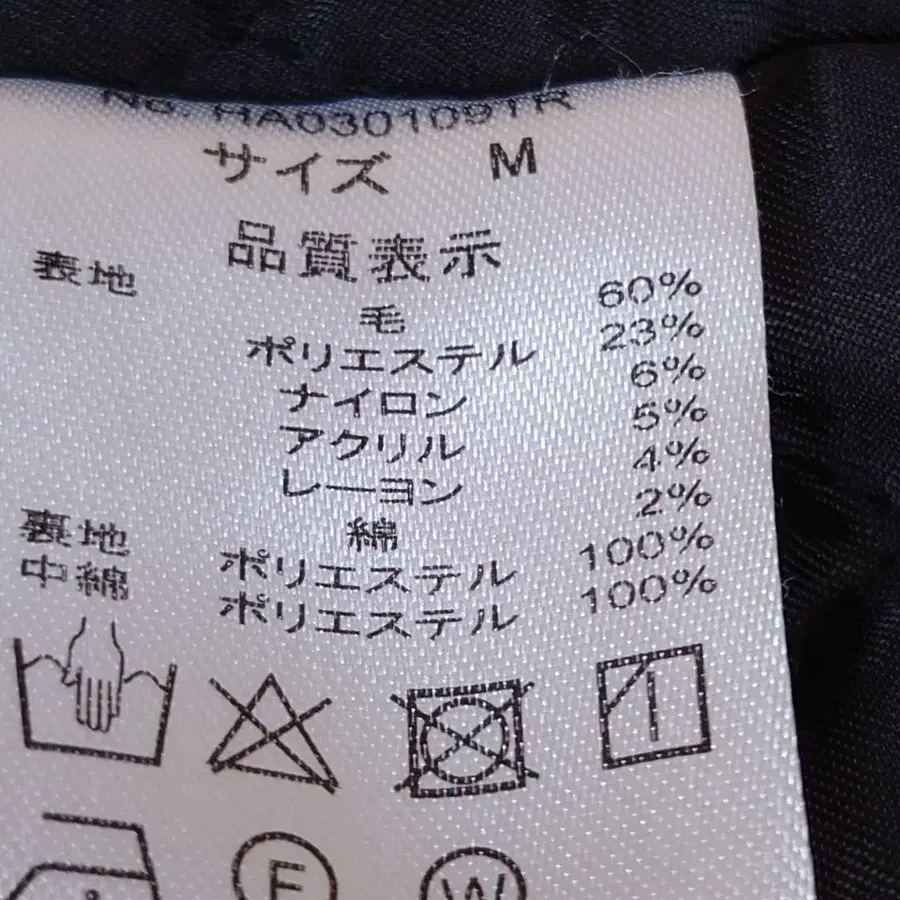 No. HA0301091R
サイズ M
品質表示
表地 毛 60%
ポリエステル 23%
ナイロン 6%
アクリル 5%
レーヨン 4%
綿 2%
裏地 ポリエステル 100%
中綿 ポリエステル 100%
F W